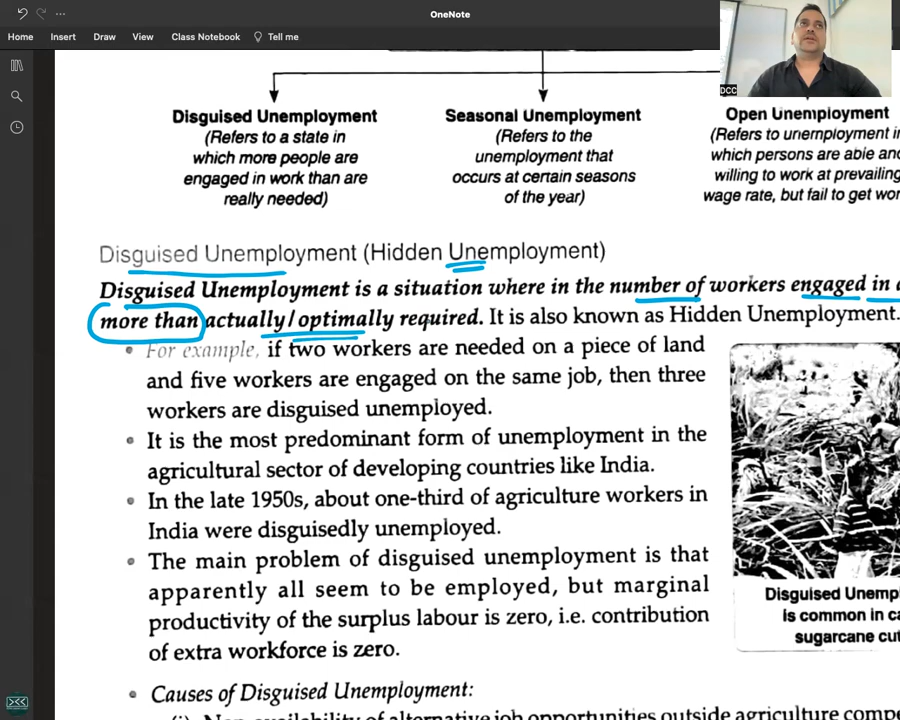 OneNote
Home Insert Draw View Class Notebook Tell me
DCC
Disguised Unemployment
(Refers to a state in
which more people are
engaged in work than are
really needed)
Seasonal Unemployment
(Refers to the
unemployment that
occurs at certain seasons
of the year)
Open Unemployment
(Refers to unemployment in
which persons are able and
willing to work at prevailing
wage rate, but fail to get wor
Disguised Unemployment (Hidden Unemployment)
Disguised Unemployment is a situation where in the number of workers engaged in a
more than actually/optimally required. It is also known as Hidden Unemployment.
• For example, if two workers are needed on a piece of land
and five workers are engaged on the same job, then three
workers are disguised unemployed.
• It is the most predominant form of unemployment in the
agricultural sector of developing countries like India.
• In the late 1950s, about one-third of agriculture workers in
India were disguisedly unemployed.
• The main problem of disguised unemployment is that
apparently all seem to be employed, but marginal
productivity of the surplus labour is zero, i.e. contribution
of extra workforce is zero.
Disguised Unemp
is common in ca
sugarcane cut
• Causes of Disguised Unemployment:
(i) Non-availability of alternative job opportunities outside agriculture compe